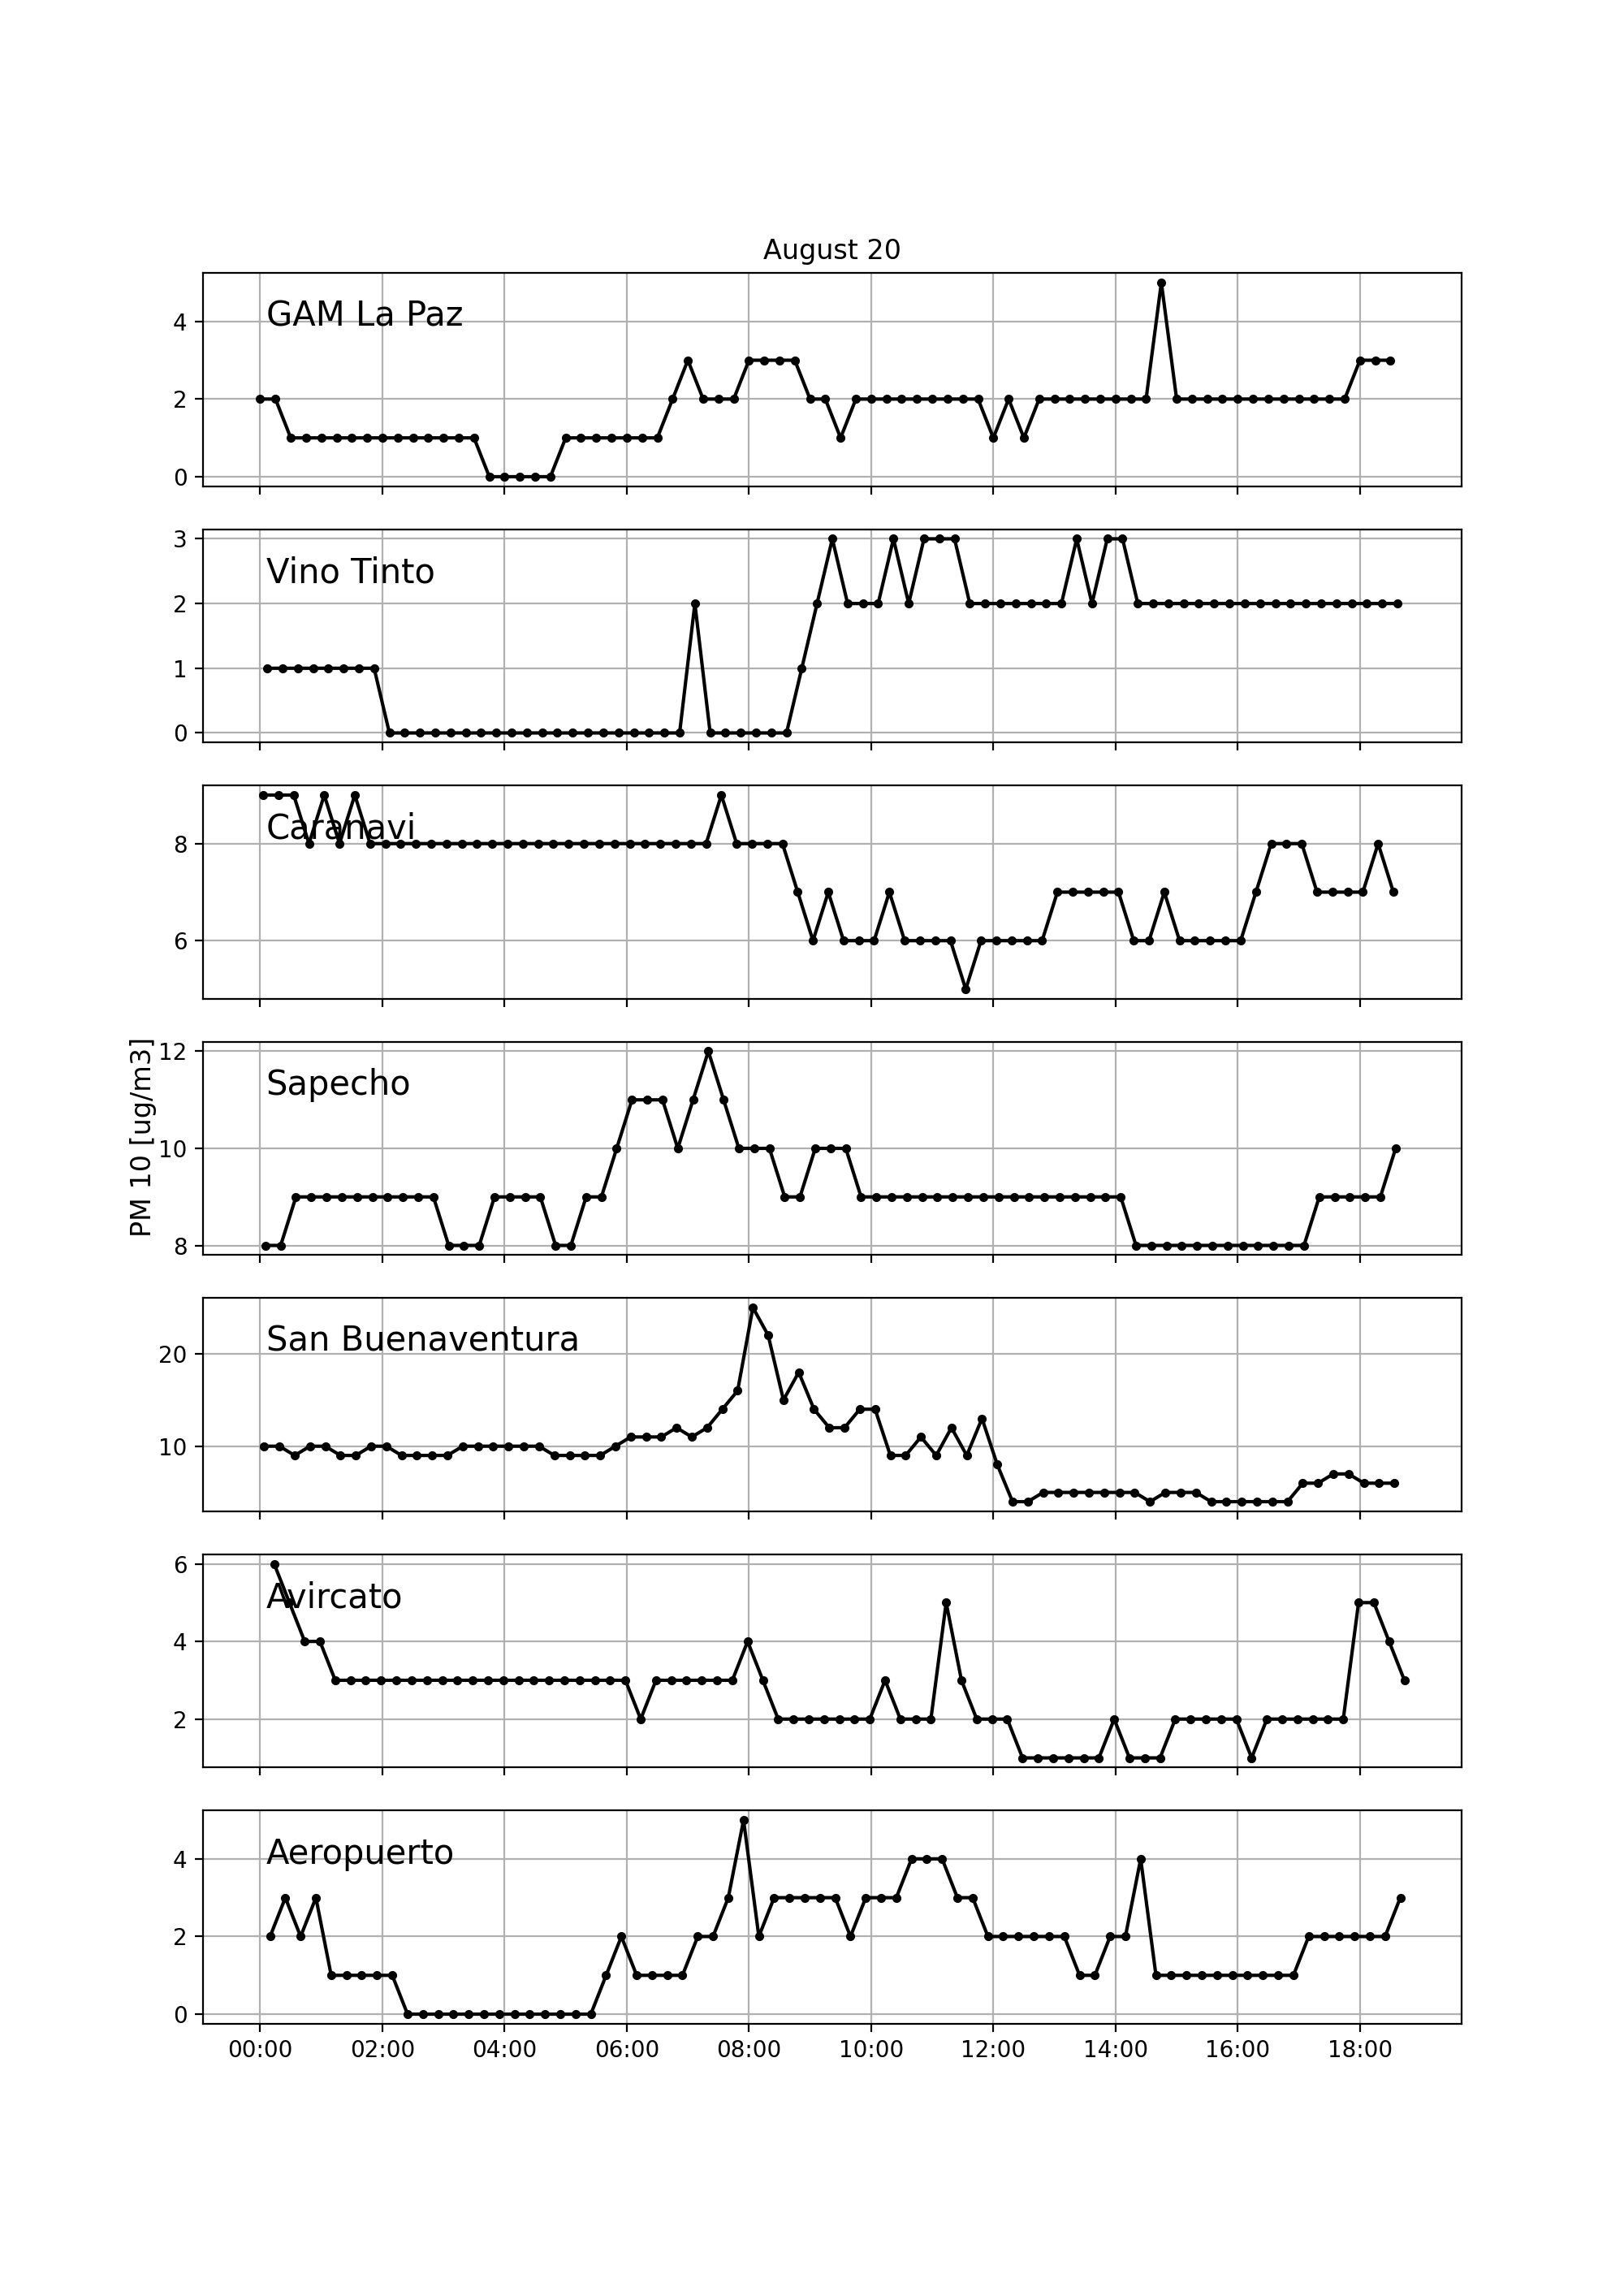 August 20
GAM La Paz
4
2
0
Vino Tinto
3
2
1
0
Caranavi
8
6
PM 10 [ug/m3]
Sapecho
12
10
8
San Buenaventura
20
10
Avircato
6
4
2
Aeropuerto
4
2
0
00:00 02:00 04:00 06:00 08:00 10:00 12:00 14:00 16:00 18:00